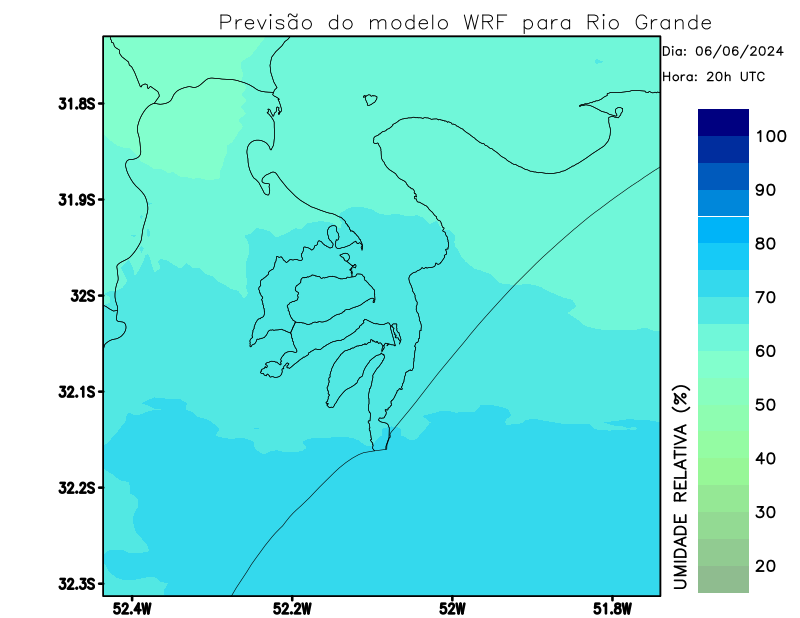 Previsão do modelo WRF para Rio Grande
Dia: 06/06/2024
Hora: 20h UTC
31.8S
31.9S
32S
32.1S
32.2S
32.3S
52.4W 52.2W 52W 51.8W
100
90
80
70
60
50
40
30
20
UMIDADE RELATIVA (%)